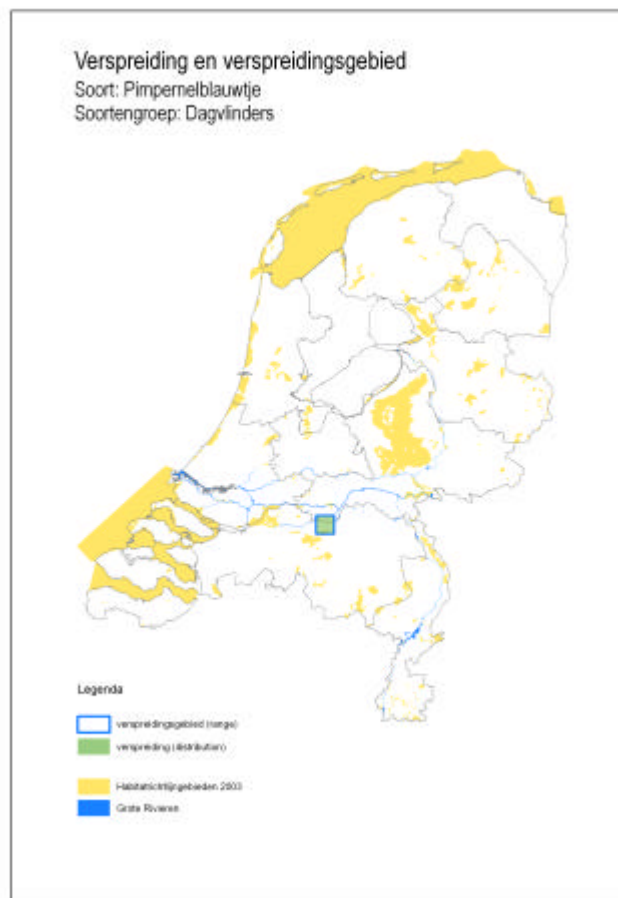 Verspreiding en verspreidingsgebied
Soort: Pimpernelblauwtje
Soortengroep: Dagvlinders
Legenda
verspreidingsgebied (range)
verspreiding (distribution)
Habitatrichtlijngebieden 2003
Grote Rivieren